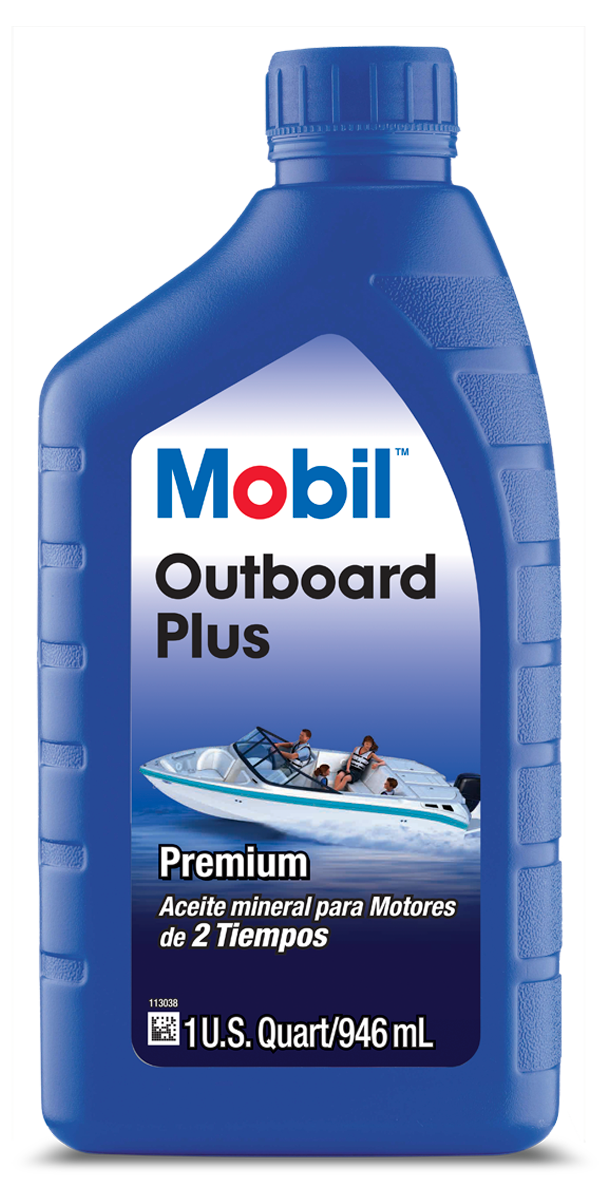 Mobil™
Outboard
Plus
Premium
Aceite mineral para Motores
de 2 Tiempos
113038
1 U.S. Quart/946 mL